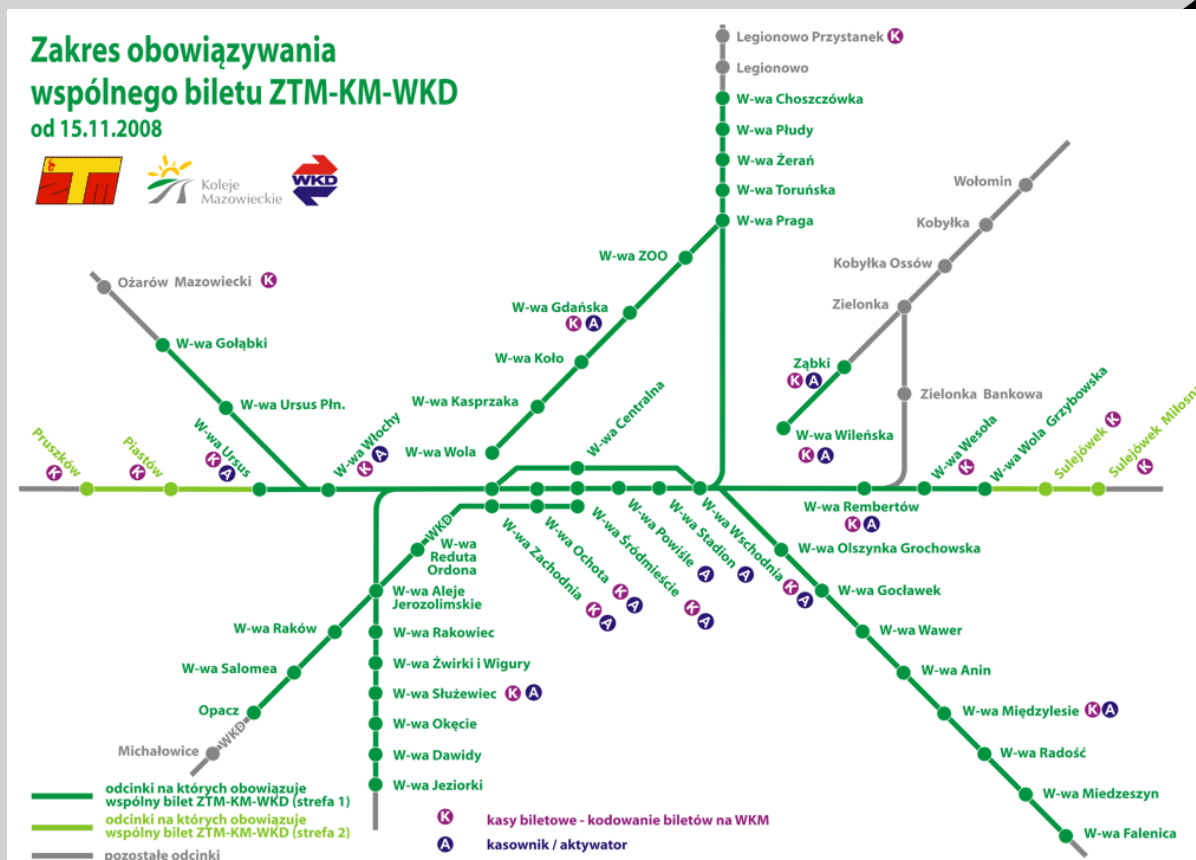 Zakres obowiązywania
wspólnego biletu ZTM-KM-WKD
od 15.11.2008
ZTM
Koleje
Mazowieckie
WKD
Legionowo Przystanek K
Legionowo
W-wa Choszczówka
W-wa Płudy
W-wa Żerań
W-wa Toruńska
W-wa Praga
W-wa ZOO
W-wa Gdańska
K A
W-wa Koło
W-wa Kasprzaka
W-wa Wola
Wołomin
Kobyłka
Kobyłka Ossów
Zielonka
Ząbki
K A
Zielonka Bankowa
W-wa Wileńska
K A
Ożarów Mazowiecki K
W-wa Gołąbki
W-wa Ursus Płn.
Pruszków
K
Piastów
K
W-wa Ursus
K A
W-wa Włochy
K A
W-wa Centralna
W-wa Zachodnia
K A
W-wa Ochota
K A
W-wa Śródmieście
K A
W-wa Powiśle
A
W-wa Stadion
A
W-wa Wschodnia
K A
W-wa Rembertów
K A
W-wa Wesoła
K
W-wa Wola Grzybowska
Sulejówek K
Sulejówek Miłosna
K
WKD
W-wa
Reduta
Ordona
W-wa Aleje
Jerozolimskie
W-wa Raków
W-wa Salomea
Opacz
WKD
Michałowice
W-wa Rakowiec
W-wa Żwirki i Wigury
W-wa Służewiec K A
W-wa Okęcie
W-wa Dawidy
W-wa Jeziorki
W-wa Olszynka Grochowska
W-wa Gocławek
W-wa Wawer
W-wa Anin
W-wa Międzylesie K A
W-wa Radość
W-wa Miedzeszyn
W-wa Falenica
odcinki na których obowiązuje
wspólny bilet ZTM-KM-WKD (strefa 1)
odcinki na których obowiązuje
wspólny bilet ZTM-KM-WKD (strefa 2)
pozostałe odcinki
K kasy biletowe - kodowanie biletów na WKM
A kasownik / aktywator